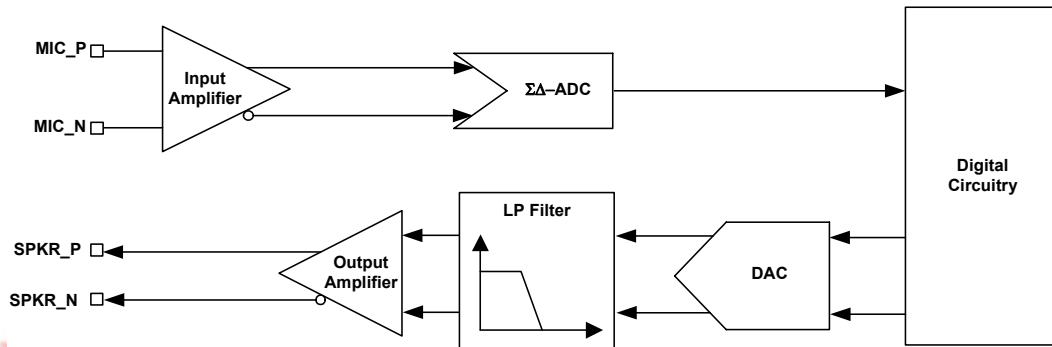 MIC_P
Input
Amplifier
MIC_N
ΣΔ–ADC
Digital
Circuitry
LP Filter
SPKR_P
Output
Amplifier
DAC
SPKR_N